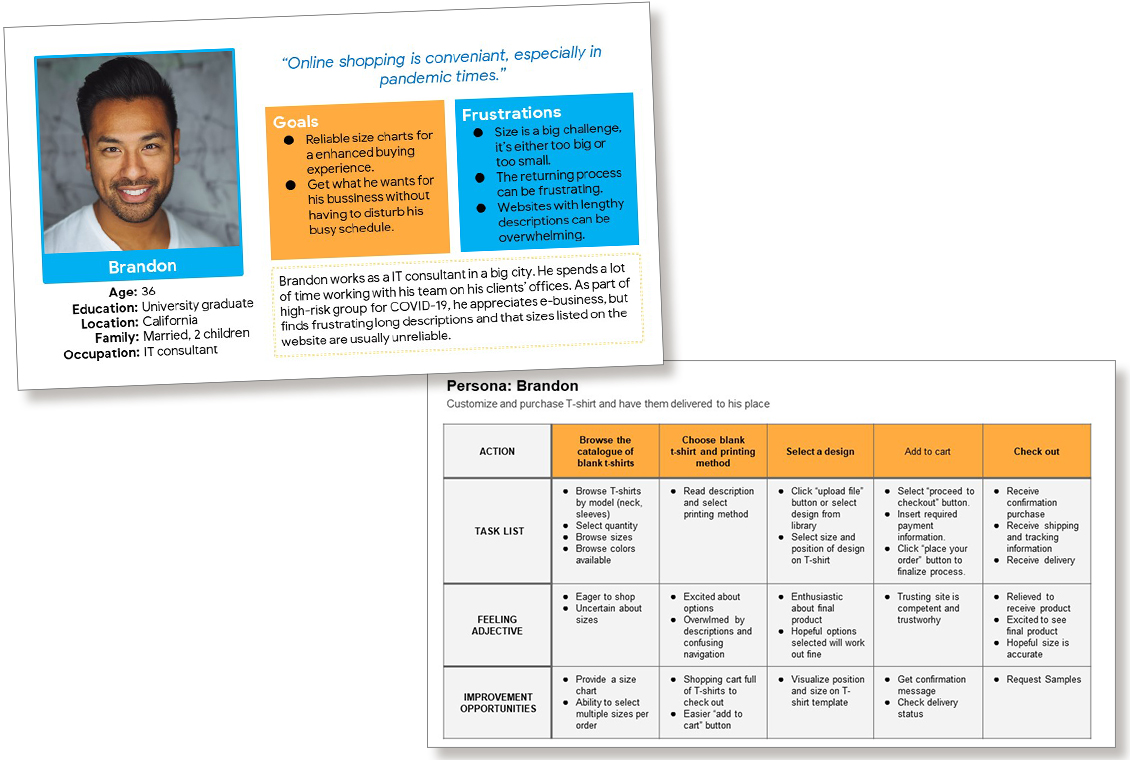 “Online shopping is conveniant, especially in
pandemic times.”
Goals
● Reliable size charts for
a enhanced buying
experience.
● Get what he wants for
his bussiness without
having to disturb his
busy schedule.
Frustrations
● Size is a big challenge,
it’s either too big or
too small.
● The returning process
can be frustrating.
● Websites with lengthy
descriptions can be
overwhelming.
Brandon
Age: 36
Education: University graduate
Location: California
Family: Married, 2 children
Occupation: IT consultant
Brandon works as a IT consultant in a big city. He spends a lot
of time working with his team on his clients’ offices. As part of
high-risk group for COVID-19, he appreciates e-business, but
finds frustrating long descriptions and that sizes listed on the
website are usually unreliable.
Persona: Brandon
Customize and purchase T-shirt and have them delivered to his place
ACTION
Browse the
catalogue of
blank t-shirts
Choose blank
t-shirt and printing
method
Select a design
Add to cart
Check out
TASK LIST
● Browse T-shirts
by model (neck,
sleeves)
● Select quantity
● Browse sizes
● Browse colors
available
● Read description
and select
printing method
● Click “upload file”
button or select
design from
library
● Select size and
position of design
on T-shirt
● Select “proceed to
checkout” button.
● Insert required
payment
information.
● Click “place your
order” button to
finalize process.
● Receive
confirmation
purchase
● Receive shipping
and tracking
information
● Receive delivery
FEELING
ADJECTIVE
● Eager to shop
● Uncertain about
sizes
● Excited about
options
● Overwlmed by
descriptions and
confusing
navigation
● Enthusiastic
about final
product
● Hopeful options
selected will work
out fine
● Trusting site is
competent and
trustworhy
● Relieved to
receive product
● Excited to see
final product
● Hopeful size is
accurate
IMPROVEMENT
OPPORTUNITIES
● Provide a size
chart
● Ability to select
multiple sizes per
order
● Shopping cart full
of T-shirts to
check out
● Easier “add to
cart” button
● Visualize position
and size on T-
shirt template
● Get confirmation
message
● Check delivery
status
● Request Samples